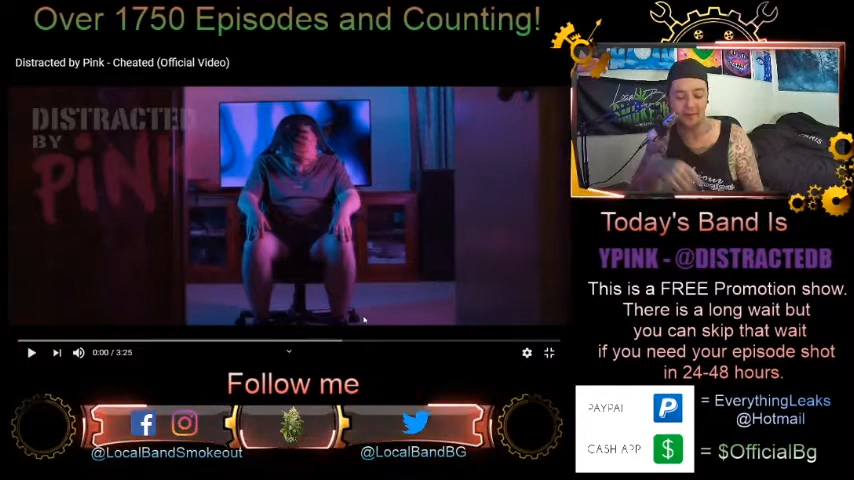 Over 1750 Episodes and Counting!
Distracted by Pink - Cheated (Official Video)
DISTRACTED
BY
PiNK
0:00 / 3:25
Today's Band Is
YPINK - @DISTRACTEDB
This is a FREE Promotion show.
There is a long wait but
you can skip that wait
if you need your episode shot
in 24-48 hours.
Follow me
@LocalBandSmokeout
@LocalBandBG
PAYPAl
= EverythingLeaks
@Hotmail
CASH APP
= $OfficialBg